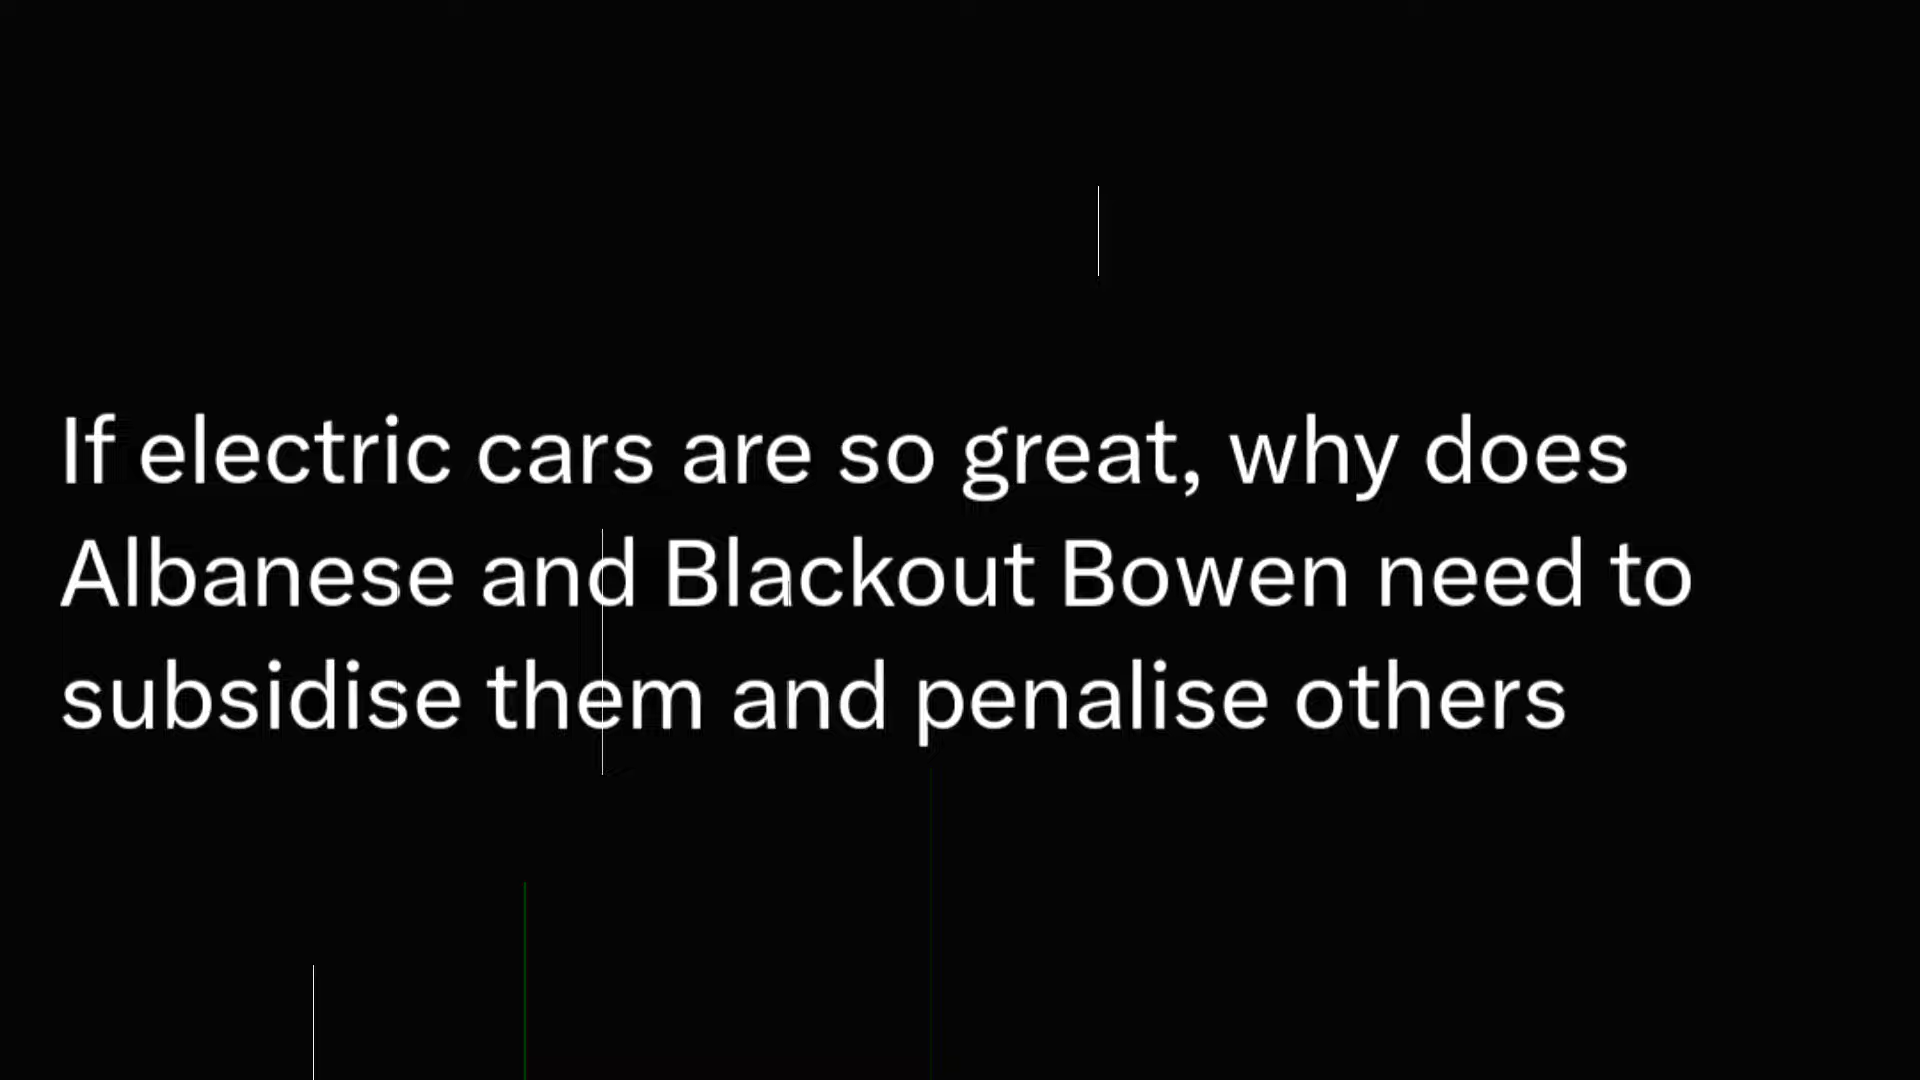 If electric cars are so great, why does
Albanese and Blackout Bowen need to
subsidise them and penalise others